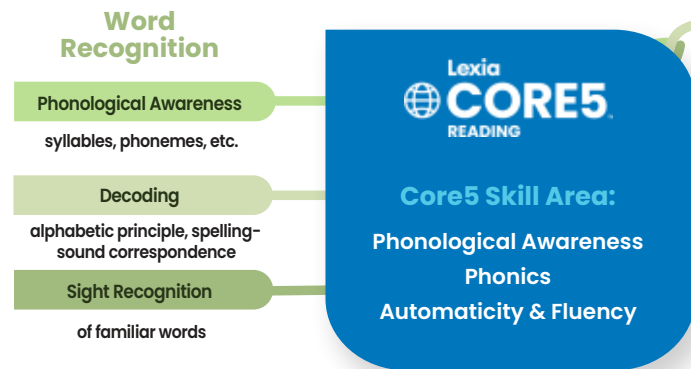 Word
Recognition
Phonological Awareness
syllables, phonemes, etc.
Decoding
alphabetic principle, spelling-
sound correspondence
Sight Recognition
of familiar words
Lexia
CORE5
READING
Core5 Skill Area:
Phonological Awareness
Phonics
Automaticity & Fluency